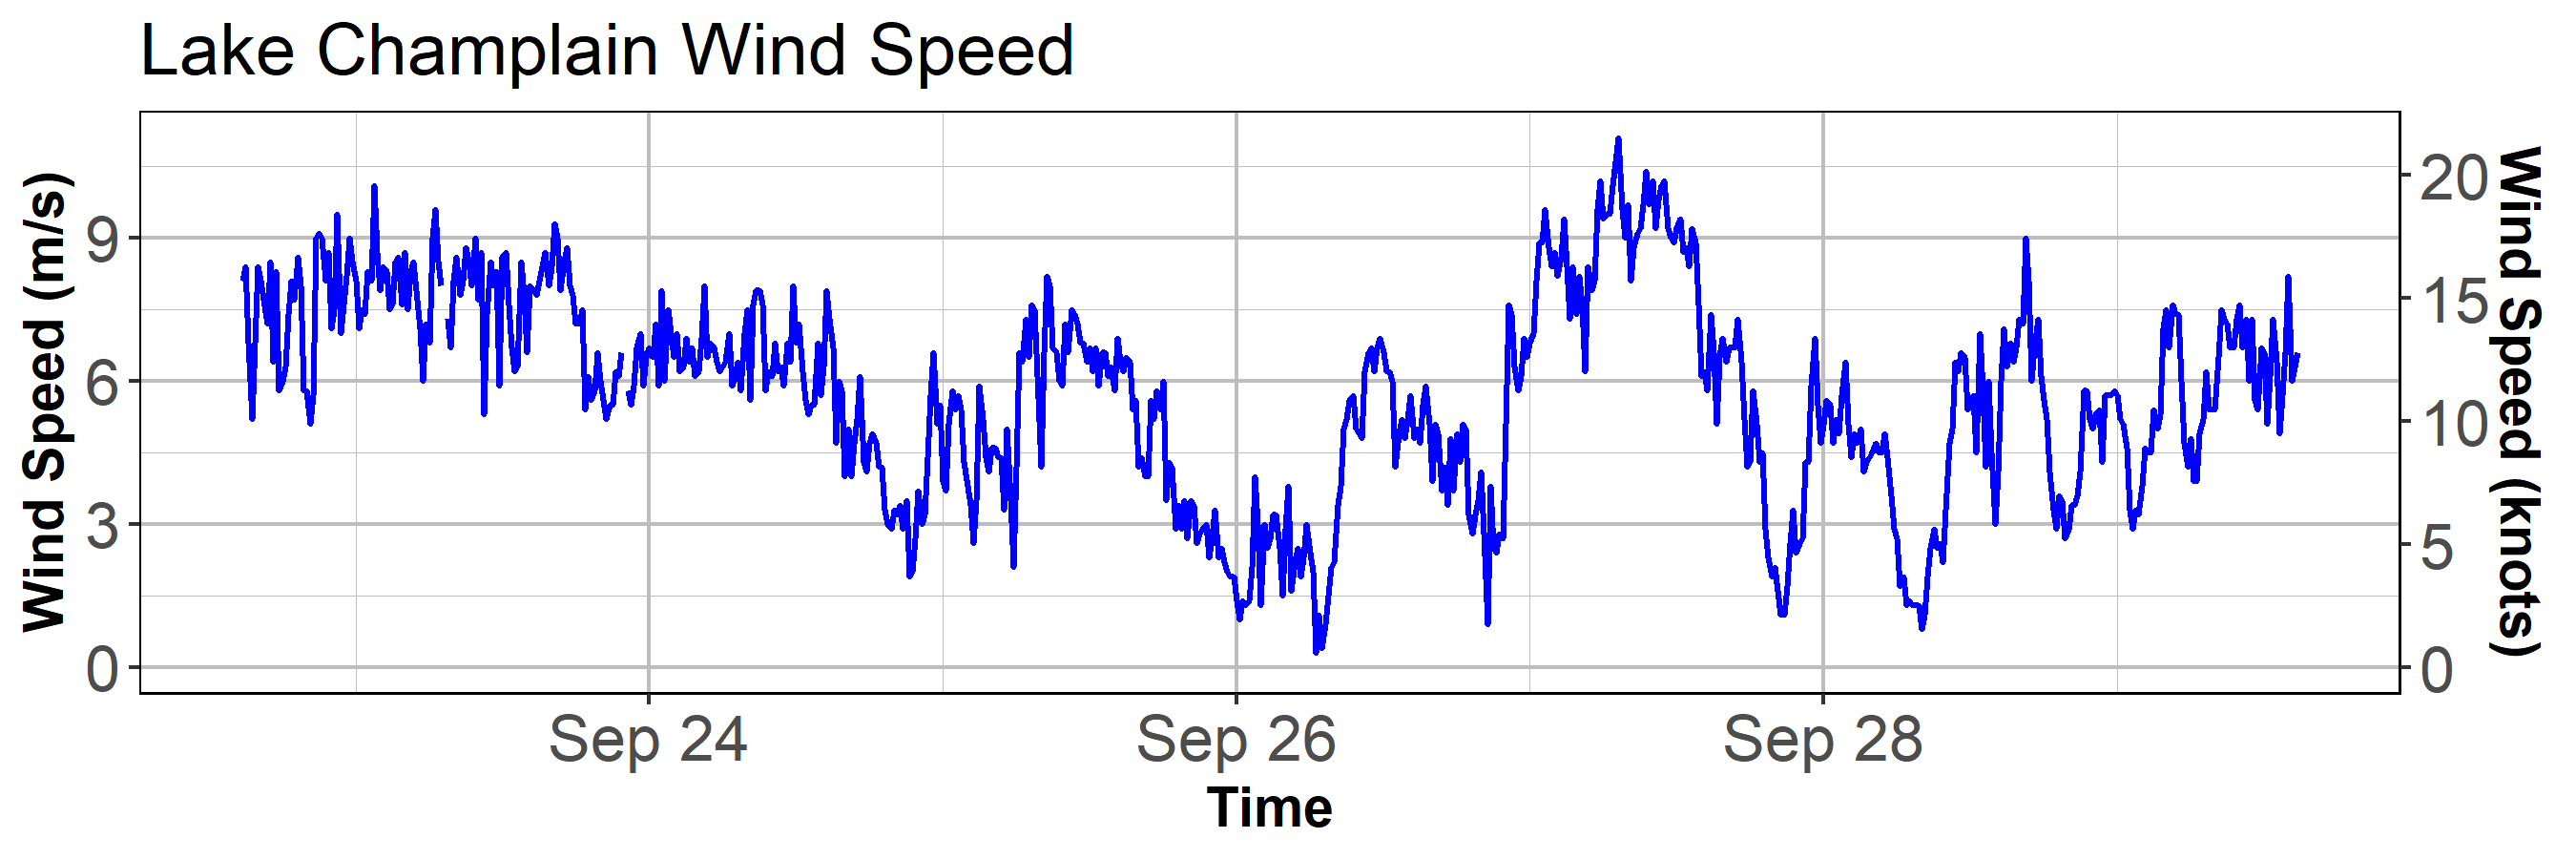 Lake Champlain Wind Speed
Wind Speed (m/s)
9
6
3
0
20
15
10
5
0
Wind Speed (knots)
Sep 24
Sep 26
Sep 28
Time